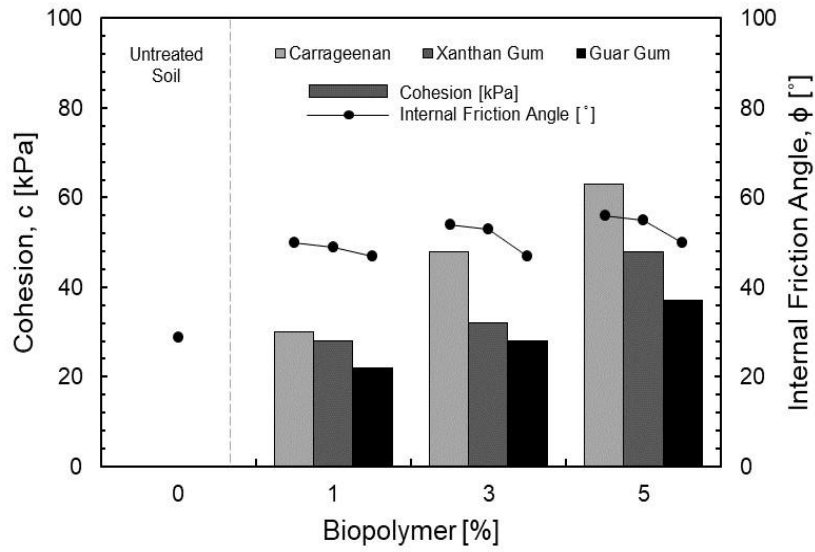 100
80
60
40
20
0
Cohesion, c [kPa]
Untreated
Soil
Carrageenan
Xanthan Gum
Guar Gum
Cohesion [kPa]
Internal Friction Angle [˚]
100
80
60
40
20
0
Internal Friction Angle, ϕ [˚]
0
1
3
5
Biopolymer [%]